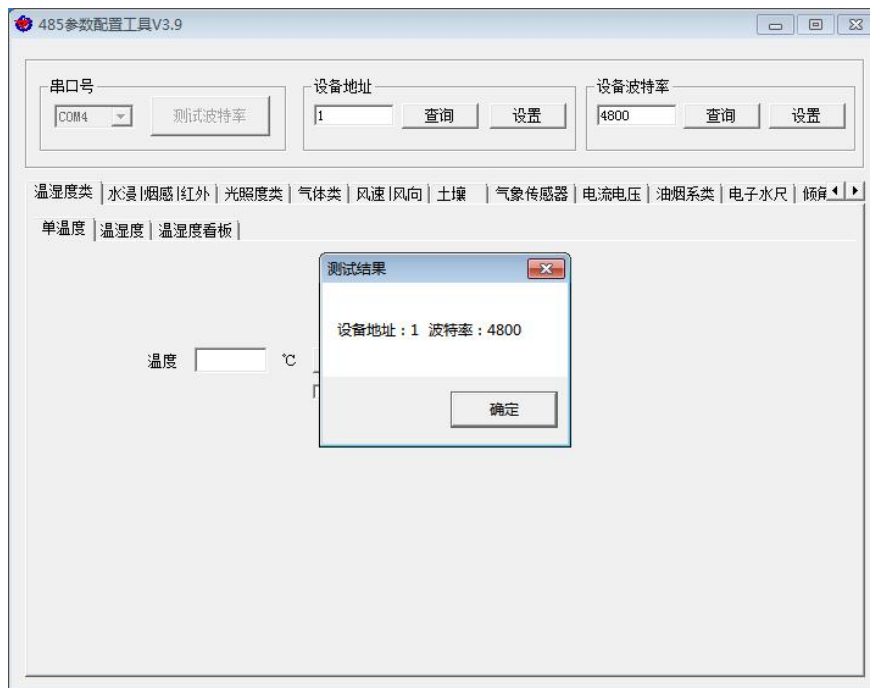 485参数配置工具V3.9
串口号
COM4
测试波特率
设备地址
1
查询
设置
设备波特率
4800
查询
设置
温湿度类
水浸|烟感|红外
光照度类
气体类
风速|风向
土壤
气象传感器
电流电压
油烟系类
电子水尺
单温度
温湿度
温湿度看板
测试结果
设备地址：1 波特率：4800
温度
℃
确定